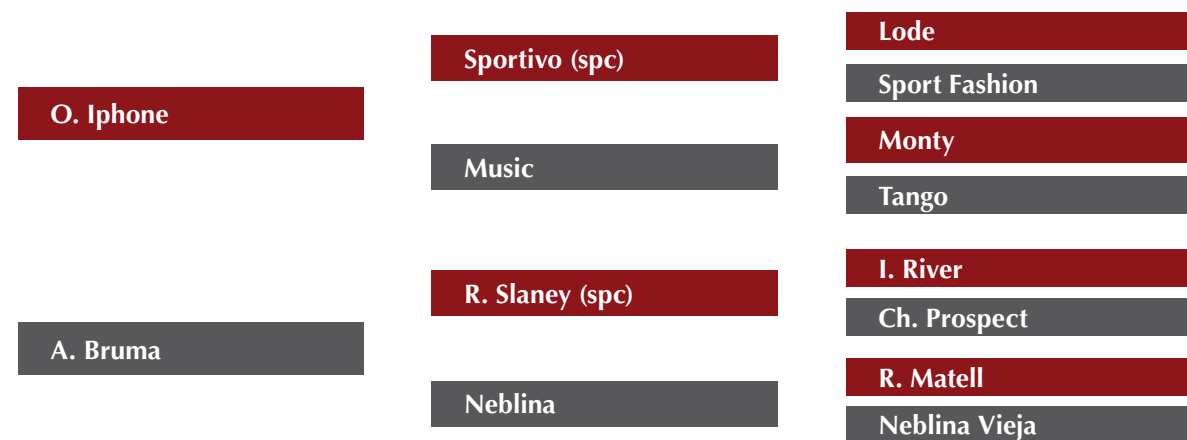 O. Iphone
A. Bruma
Sportivo (spc)
Music
R. Slaney (spc)
Neblina
Lode
Sport Fashion
Monty
Tango
I. River
Ch. Prospect
R. Matell
Neblina Vieja